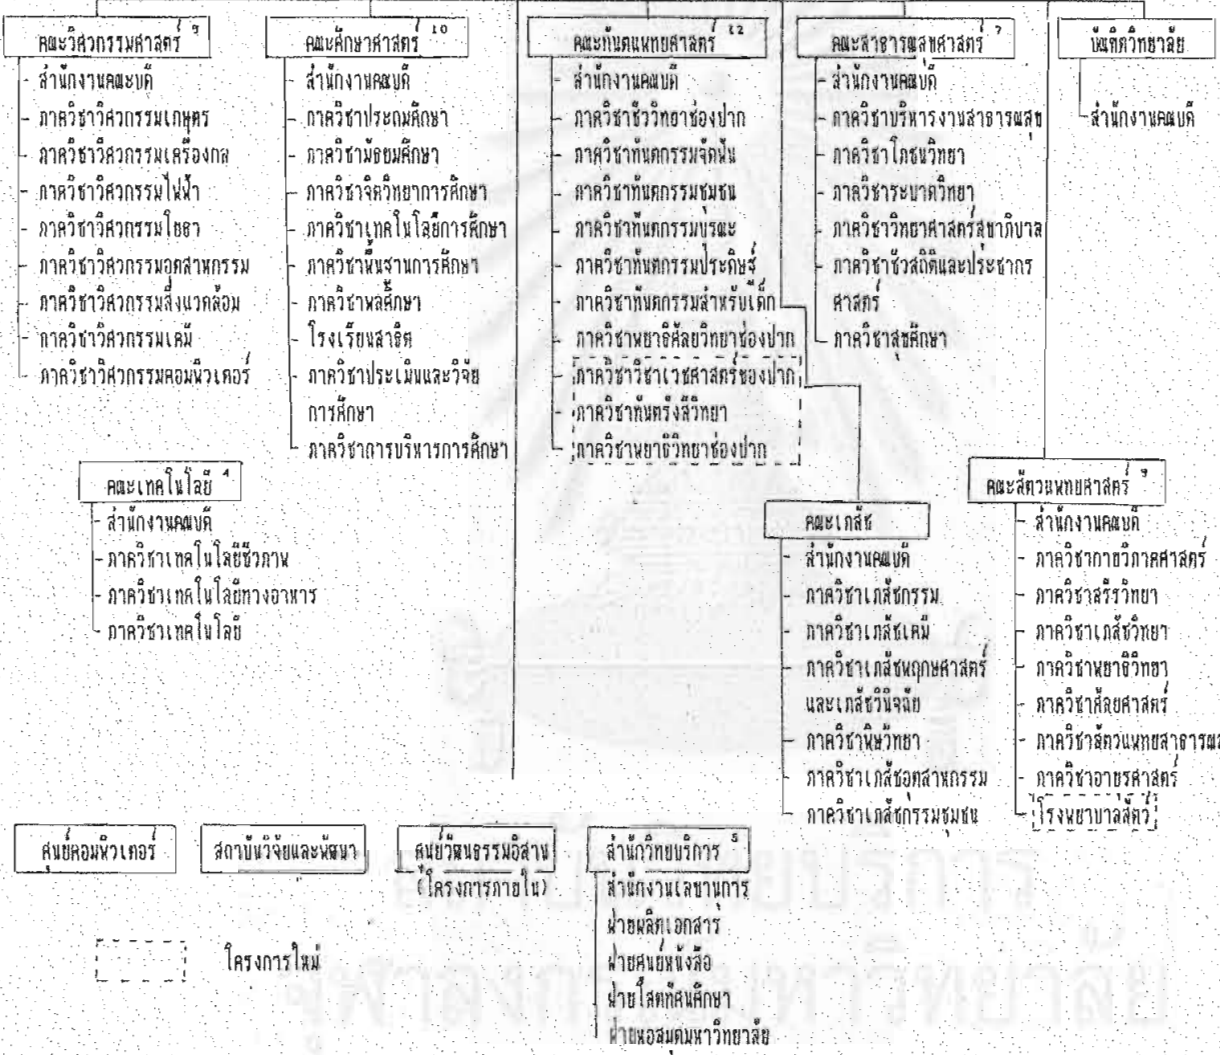 คณะวิศวกรรมศาสตร์ 9
- สำนักงานคณะบดี
- ภาควิชาวิศวกรรมเกษตร
- ภาควิชาวิศวกรรมเครื่องกล
- ภาควิชาวิศวกรรมไฟฟ้า
- ภาควิชาวิศวกรรมโยธา
- ภาควิชาวิศวกรรมอุตสาหกรรม
- ภาควิชาวิศวกรรมสิ่งแวดล้อม
- ภาควิชาวิศวกรรมเคมี
- ภาควิชาวิศวกรรมคอมพิวเตอร์
คณะศึกษาศาสตร์ 10
- สำนักงานคณบดี
- ภาควิชาประถมศึกษา
- ภาควิชามัธยมศึกษา
- ภาควิชาจิตวิทยาการศึกษา
- ภาควิชาเทคโนโลยีการศึกษา
- ภาควิชาพื้นฐานการศึกษา
- ภาควิชาพลศึกษา
- โรงเรียนสาธิต
- ภาควิชาประเมินและวิจัย
การศึกษา
- ภาควิชาการบริหารการศึกษา
คณะทันตแพทยศาสตร์ 12
- สำนักงานคณบดี
- ภาควิชาชีววิทยาช่องปาก
- ภาควิชาทันตกรรมจัดฟัน
- ภาควิชาทันตกรรมชุมชน
- ภาควิชาทันตกรรมบูรณะ
- ภาควิชาทันตกรรมประดิษฐ์
- ภาควิชาทันตกรรมสำหรับเด็ก
- ภาควิชาพยาธิศัลยวิทยาช่องปาก
- ภาควิชาวิชาเวชศาสตร์ช่องปาก
- ภาควิชาทันตรังสีวิทยา
- ภาควิชาพยาธิวิทยาช่องปาก
คณะสาธารณสุขศาสตร์ 7
- สำนักงานคณบดี
- ภาควิชาบริหารงานสาธารณสุข
- ภาควิชาโภชนวิทยา
- ภาควิชาระบาดวิทยา
- ภาควิชาวิทยาศาสตร์สุขาภิบาล
- ภาควิชาชีวสถิติและประชากร
ศาสตร์
- ภาควิชาสุขศึกษา
บัณฑิตวิทยาลัย
- สำนักงานคณบดี
คณะเทคโนโลยี 4
- สำนักงานคณบดี
- ภาควิชาเทคโนโลยีชีวภาพ
- ภาควิชาเทคโนโลยีทางอาหาร
- ภาควิชาเทคโนโลยี
คณะเภสัช
- สำนักงานคณบดี
- ภาควิชาเภสัชกรรม
- ภาควิชาเภสัชเคมี
- ภาควิชาเภสัชพฤกษศาสตร์
และเภสัชวินิจฉัย
- ภาควิชาพิษวิทยา
- ภาควิชาเภสัชอุตสาหกรรม
- ภาควิชาเภสัชกรรมชุมชน
คณะสัตวแพทยศาสตร์ 9
- สำนักงานคณบดี
- ภาควิชากายวิภาคศาสตร์
- ภาควิชาสรีรวิทยา
- ภาควิชาเภสัชวิทยา
- ภาควิชาพยาธิวิทยา
- ภาควิชาศัลยศาสตร์
- ภาควิชาสัตวแพทยสาธารณส
- ภาควิชาอายุรศาสตร์
- โรงพยาบาลสัตว์
ศูนย์คอมพิวเตอร์
สถาบันวิจัยและพัฒนา
ศูนย์วัฒนธรรมอีสาน
(โครงการภายใน)
สำนักวิทยบริการ 5
สำนักงานเลขานุการ
ฝ่ายผลิตเอกสาร
ฝ่ายศูนย์หนังสือ
ฝ่ายโสตทัศนศึกษา
ฝ่ายหอสมุดมหาวิทยาลัย
โครงการใหม่